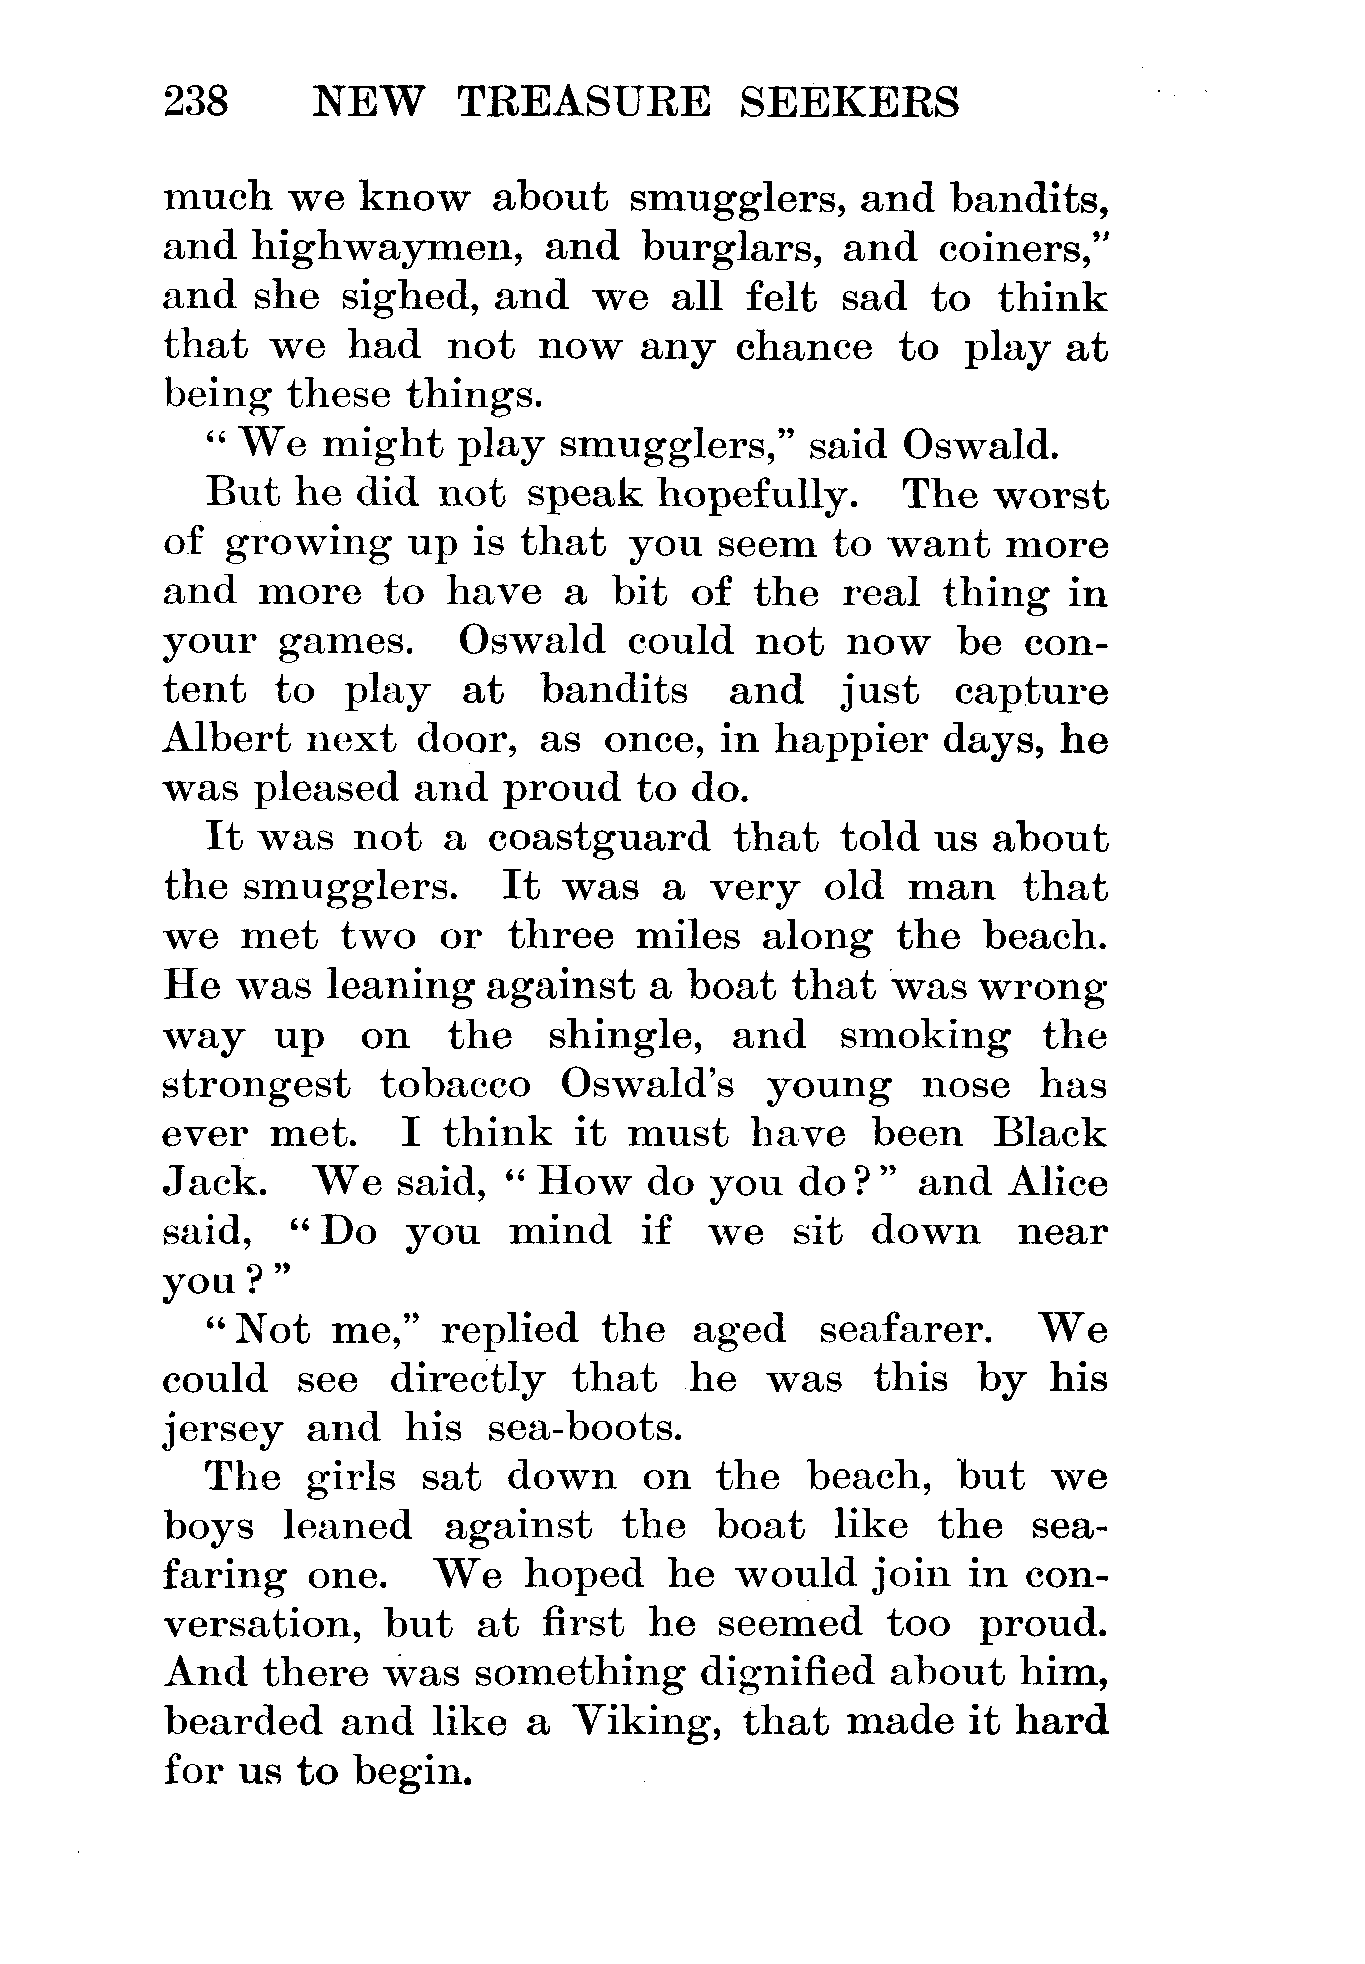 238 NEW TREASURE SEEKERS
much we know about smugglers, and bandits,
and highwaymen, and burglars, and coiners,"
and she sighed, and we all felt sad to think
that we had not now any chance to play at
being these things.
"We might play smugglers," said Oswald.
But he did not speak hopefully. The worst
of growing up is that you seem to want more
and more to have a bit of the real thing in
your games. Oswald could not now be con-
tent to play at bandits and just capture
Albert next door, as once, in happier days, he
was pleased and proud to do.
It was not a coastguard that told us about
the smugglers. It was a very old man that
we met two or three miles along the beach.
He was leaning against a boat that was wrong
way up on the shingle, and smoking the
strongest tobacco Oswald's young nose has
ever met. I think it must have been Black
Jack. We said, "How do you do?" and Alice
said, "Do you mind if we sit down near
you?"
"Not me," replied the aged seafarer. We
could see directly that he was this by his
jersey and his sea-boots.
The girls sat down on the beach, but we
boys leaned against the boat like the sea-
faring one. We hoped he would join in con-
versation, but at first he seemed too proud.
And there was something dignified about him,
bearded and like a Viking, that made it hard
for us to begin.